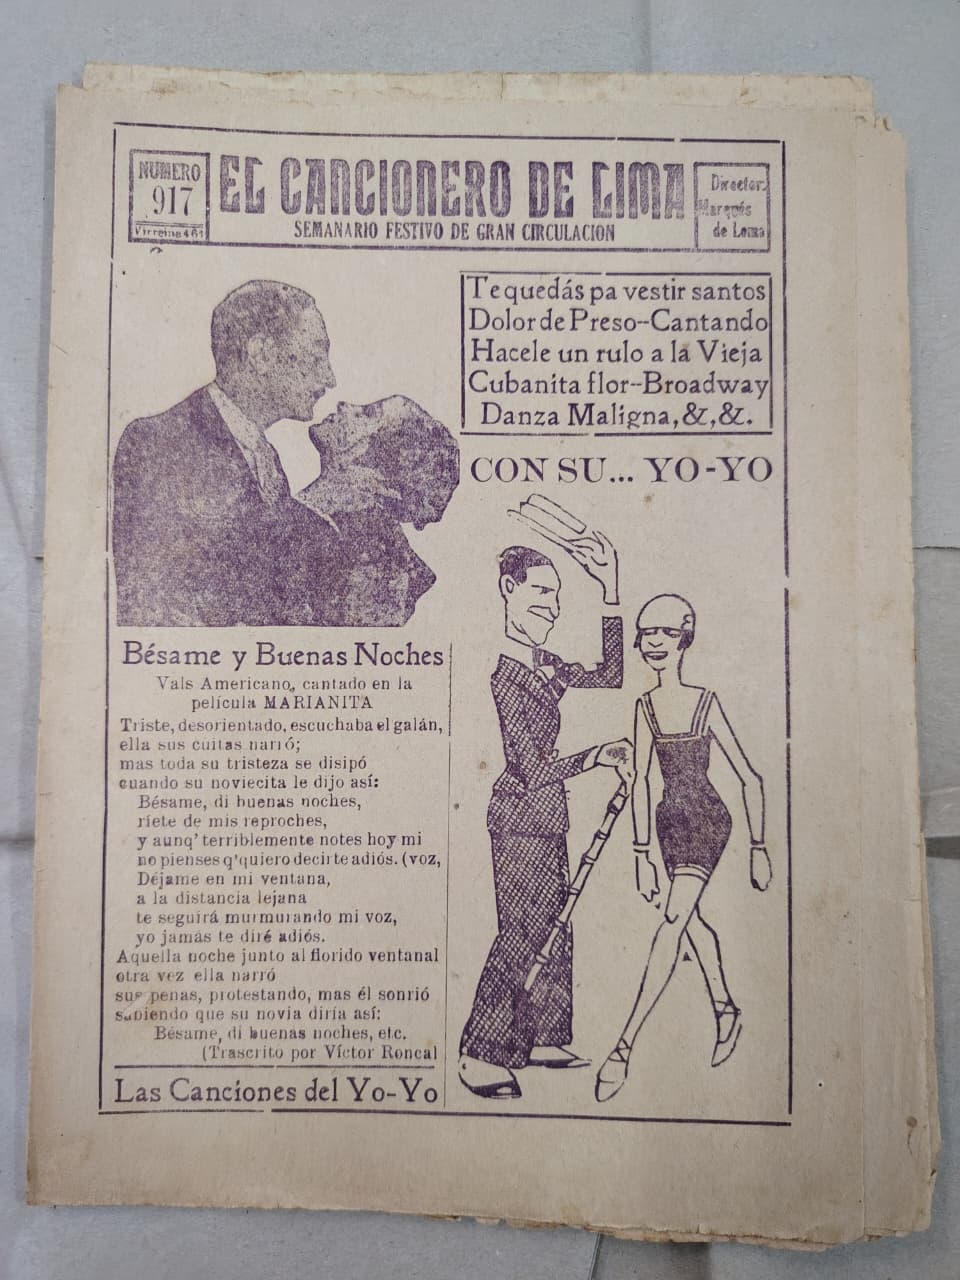 NUMERO
917
Virreina 461
EL CANCIONERO DE LIMA
SEMANARIO FESTIVO DE GRAN CIRCULACION
Director:
Marqués
de Loma
Te quedás pa vestir santos
Dolor de Preso--Cantando
Hacele un rulo a la Vieja
Cubanita flor--Broadway
Danza Maligna, &, &.
CON SU... YO-YO
Bésame y Buenas Noches
Vals Americano, cantado en la
película MARIANITA
Triste, desorientado, escuchaba el galán,
ella sus cuitas narró;
mas toda su tristeza se disipó
cuando su noviecita le dijo así:
Bésame, di buenas noches,
ríete de mis reproches,
y aunq' terriblemente notes hoy mi
no pienses q'quiero decirte adiós. (voz,
Déjame en mi ventana,
a la distancia lejana
te seguirá murmurando mi voz,
yo jamás te diré adiós.
Aquella noche junto al florido ventanal
otra vez ella narró
sus penas, protestando, mas él sonrió
sabiendo que su novia diría así:
Bésame, di buenas noches, etc.
(Trascrito por Víctor Roncal
Las Canciones del Yo-Yo